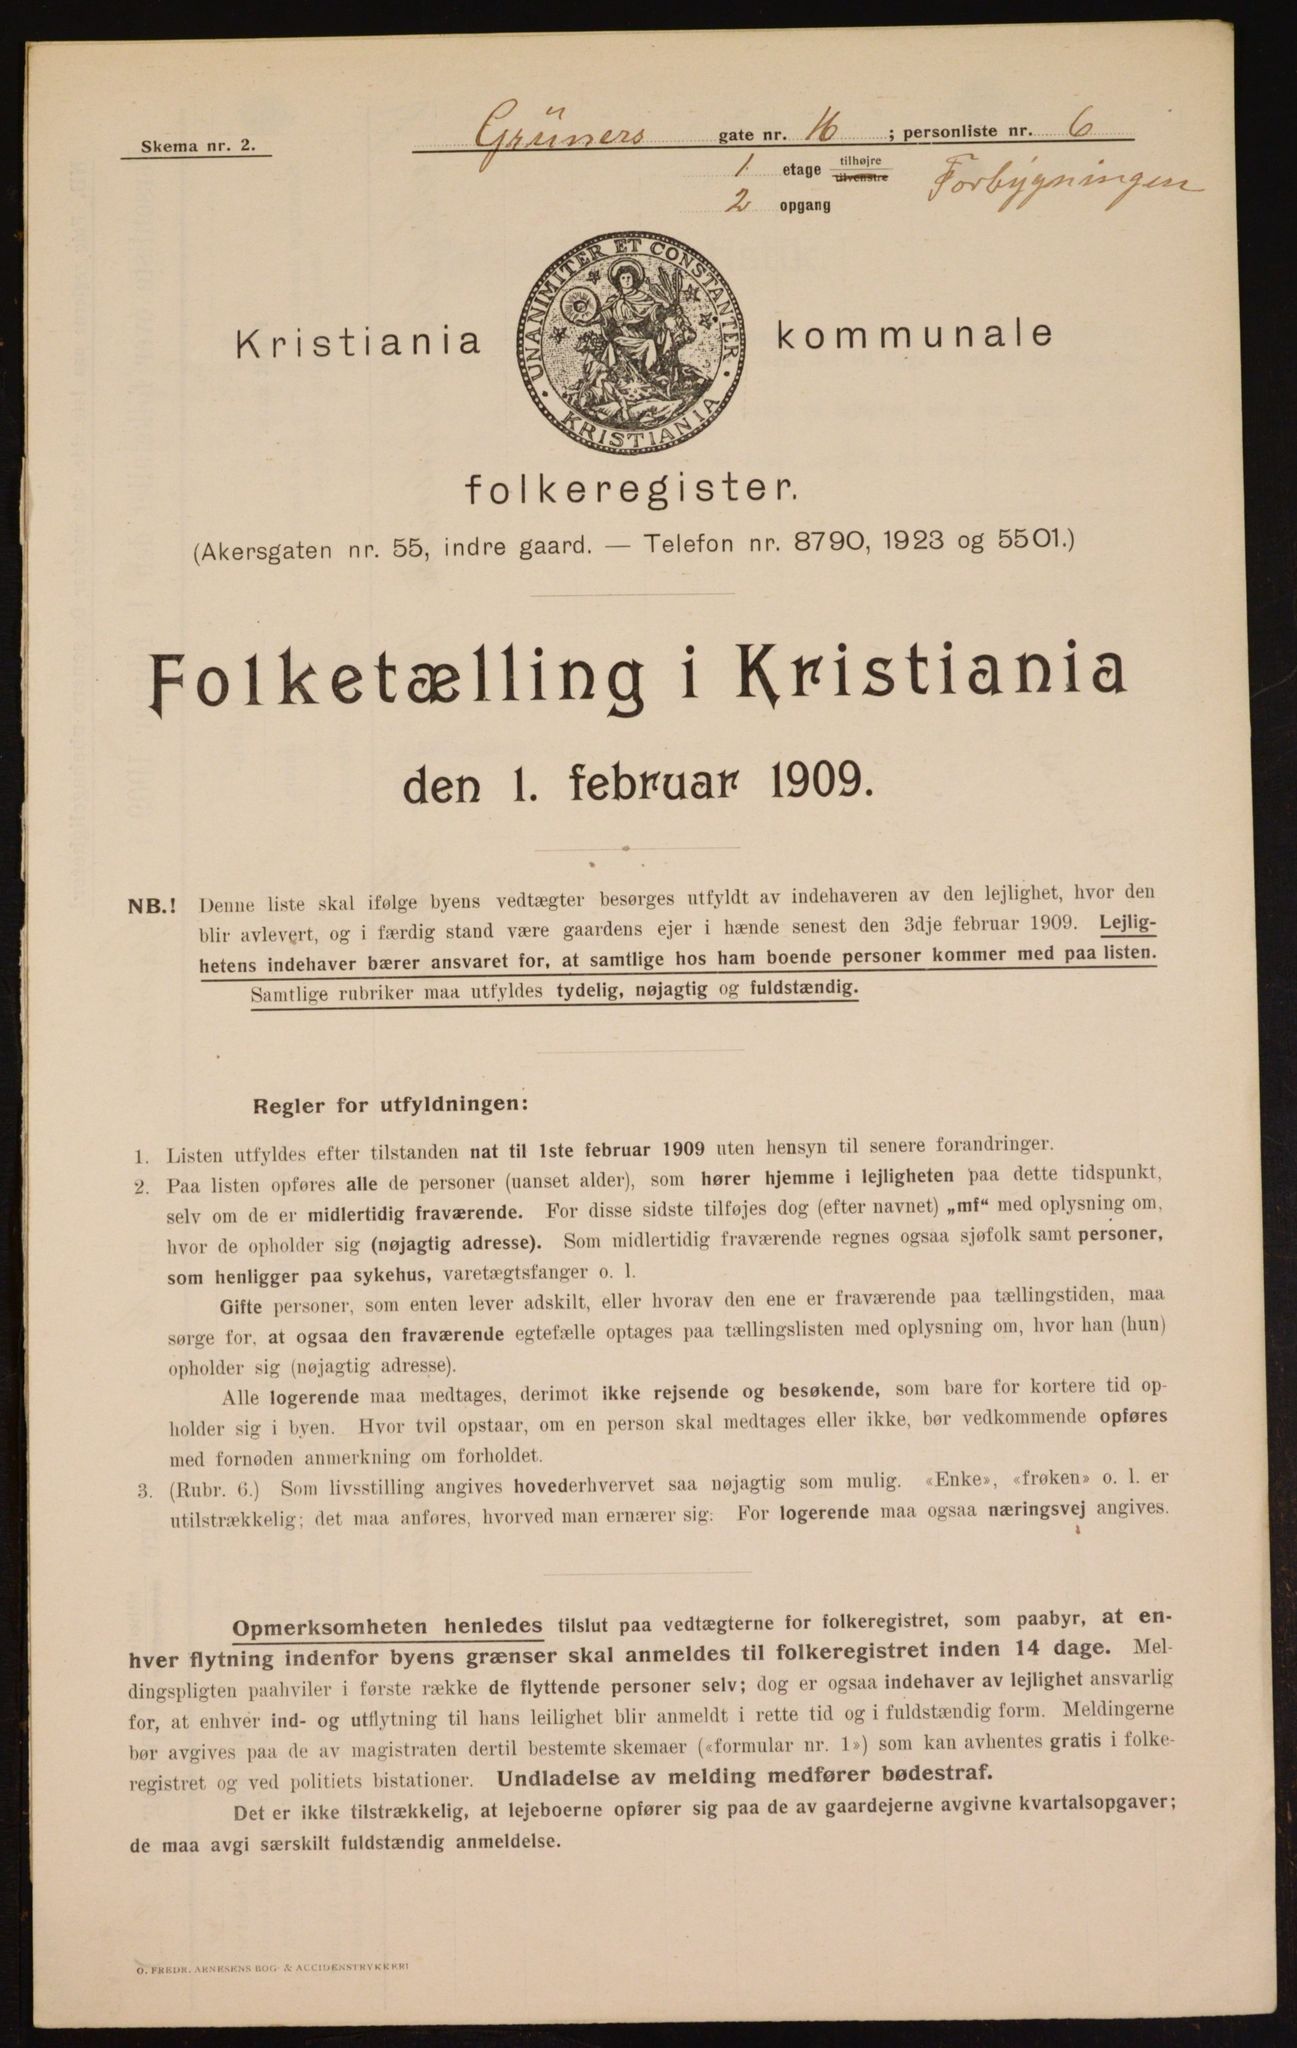 Skema nr. 2.
Grüners gate nr. 16 ; personliste nr. 6
1 etage tilhøjre tilvenstre Forbygningen
2 opgang
UNANIMITER ET CONSTANTER
KRISTIANIA
Kristiania kommunale
folkeregister.
(Akersgaten nr. 55, indre gaard. — Telefon nr. 8790, 1923 og 5501.)
Folketælling i Kristiania
den 1. februar 1909.
NB.! Denne liste skal ifølge byens vedtægter besørges utfyldt av indehaveren av den lejlighet, hvor den
blir avlevert, og i færdig stand være gaardens ejer i hænde senest den 3dje februar 1909. Lejlig-
hetens indehaver bærer ansvaret for, at samtlige hos ham boende personer kommer med paa listen.
Samtlige rubriker maa utfyldes tydelig, nøjagtig og fuldstændig.
Regler for utfyldningen:
1. Listen utfyldes efter tilstanden nat til 1ste februar 1909 uten hensyn til senere forandringer.
2. Paa listen opføres alle de personer (uanset alder), som hører hjemme i lejligheten paa dette tidspunkt,
selv om de er midlertidig fraværende. For disse sidste tilføjes dog (efter navnet) „mf“ med oplysning om,
hvor de opholder sig (nøjagtig adresse). Som midlertidig fraværende regnes ogsaa sjøfolk samt personer,
som henligger paa sykehus, varetægtsfanger o. l.
Gifte personer, som enten lever adskilt, eller hvorav den ene er fraværende paa tællingstiden, maa
sørge for, at ogsaa den fraværende egtefælle optages paa tællingslisten med oplysning om, hvor han (hun)
opholder sig (nøjagtig adresse).
Alle logerende maa medtages, derimot ikke rejsende og besøkende, som bare for kortere tid op-
holder sig i byen. Hvor tvil opstaar, om en person skal medtages eller ikke, bør vedkommende opføres
med fornøden anmerkning om forholdet.
3. (Rubr. 6.) Som livsstilling angives hovederhvervet saa nøjagtig som mulig. «Enke», «frøken» o. l. er
utilstrækkelig; det maa anføres, hvorved man ernærer sig: For logerende maa ogsaa næringsvej angives.
Opmerksomheten henledes tilslut paa vedtægterne for folkeregistret, som paabyr, at en-
hver flytning indenfor byens grænser skal anmeldes til folkeregistret inden 14 dage. Mel-
dingspligten paahviler i første række de flyttende personer selv; dog er ogsaa indehaver av lejlighet ansvarlig
for, at enhver ind- og utflytning til hans leilighet blir anmeldt i rette tid og i fuldstændig form. Meldingerne
bør avgives paa de av magistraten dertil bestemte skemaer («formular nr. 1») som kan avhentes gratis i folke-
registret og ved politiets bistationer. Undladelse av melding medfører bødestraf.
Det er ikke tilstrækkelig, at lejeboerne opfører sig paa de av gaardejerne avgivne kvartalsopgaver;
de maa avgi særskilt fuldstændig anmeldelse.
O. FREDR. ARNESENS BOG- & ACCIDENSTRYKKERI